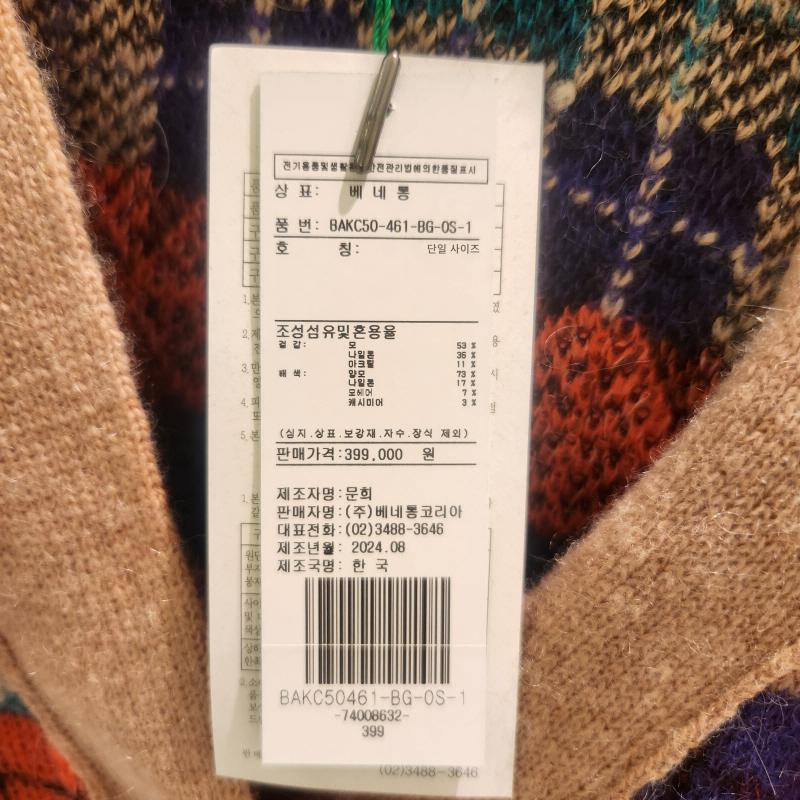 전기용품및생활용품안전관리법에의한품질표시
상 표: 베 네 통
품 번: BAKC50-461-BG-0S-1
호 칭: 단일 사이즈
조성섬유및혼용율
겉 감: 모 53 %
나일론 36 %
아크릴 11 %
배 색: 양모 73 %
나일론 17 %
모헤어 7 %
캐시미어 3 %
(심지.상표.보강재.자수.장식 제외)
판매가격:399,000 원
제조자명:문희
판매자명:(주)베네통코리아
대표전화:(02)3488-3646
제조년월: 2024.08
제조국명: 한 국
BAKC50461-BG-0S-1
-74008632-
399
(02)3488-3646